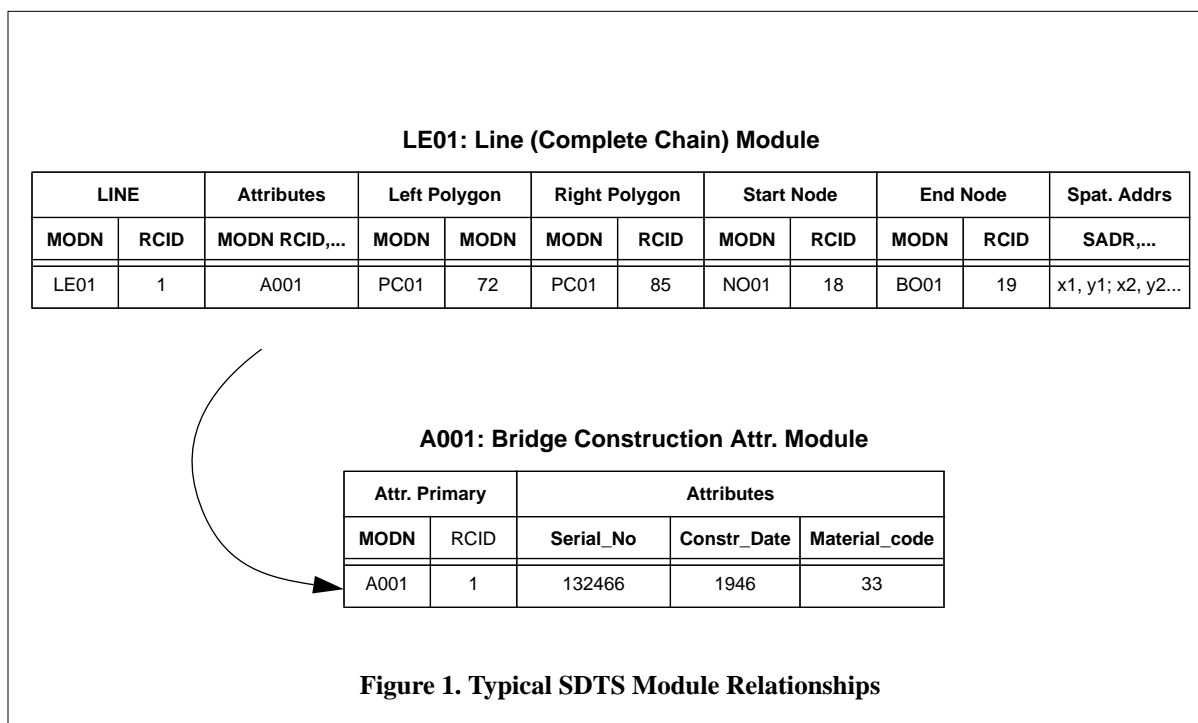 LE01: Line (Complete Chain) Module
LINE Attributes Left Polygon Right Polygon Start Node End Node Spat. Addrs
MODN RCID MODN RCID,... MODN MODN MODN RCID MODN RCID MODN RCID SADR,...
LE01 1 A001 PC01 72 PC01 85 NO01 18 BO01 19 x1, y1; x2, y2...
A001: Bridge Construction Attr. Module
Attr. Primary Attributes
MODN RCID Serial_No Constr_Date Material_code
A001 1 132466 1946 33
Figure 1. Typical SDTS Module Relationships